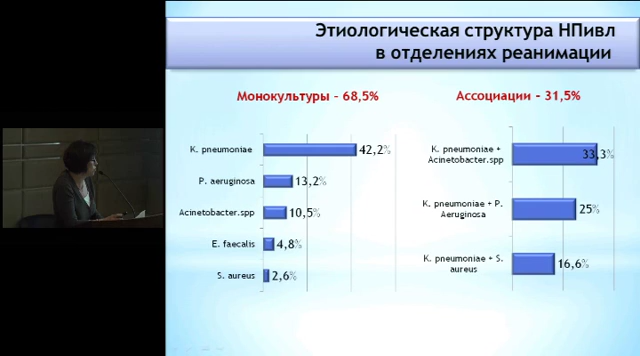 Этиологическая структура НПивл
в отделениях реанимации
Монокультуры – 68,5%
K. pneumoniae
42,2%
P. aeruginosa
13,2%
Acinetobacter.spp
10,5%
E. faecalis
4,8%
S. aureus
2,6%
Ассоциации – 31,5%
K. pneumoniae +
Acinetobacter.spp
33,3%
K. pneumoniae + P.
Aeruginosa
25%
K. pneumoniae + S.
aureus
16,6%